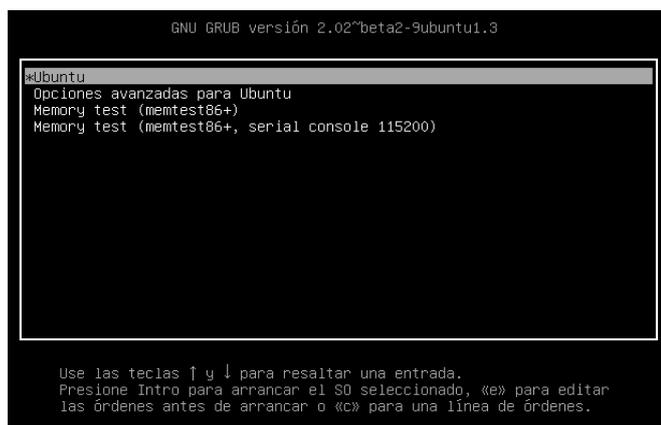 GNU GRUB versión 2.02~beta2-9ubuntu1.3
*Ubuntu
Opciones avanzadas para Ubuntu
Memory test (memtest86+)
Memory test (memtest86+, serial console 115200)
Use las teclas ↑ y ↓ para resaltar una entrada.
Presione Intro para arrancar el SO seleccionado, «e» para editar
las órdenes antes de arrancar o «c» para una línea de órdenes.